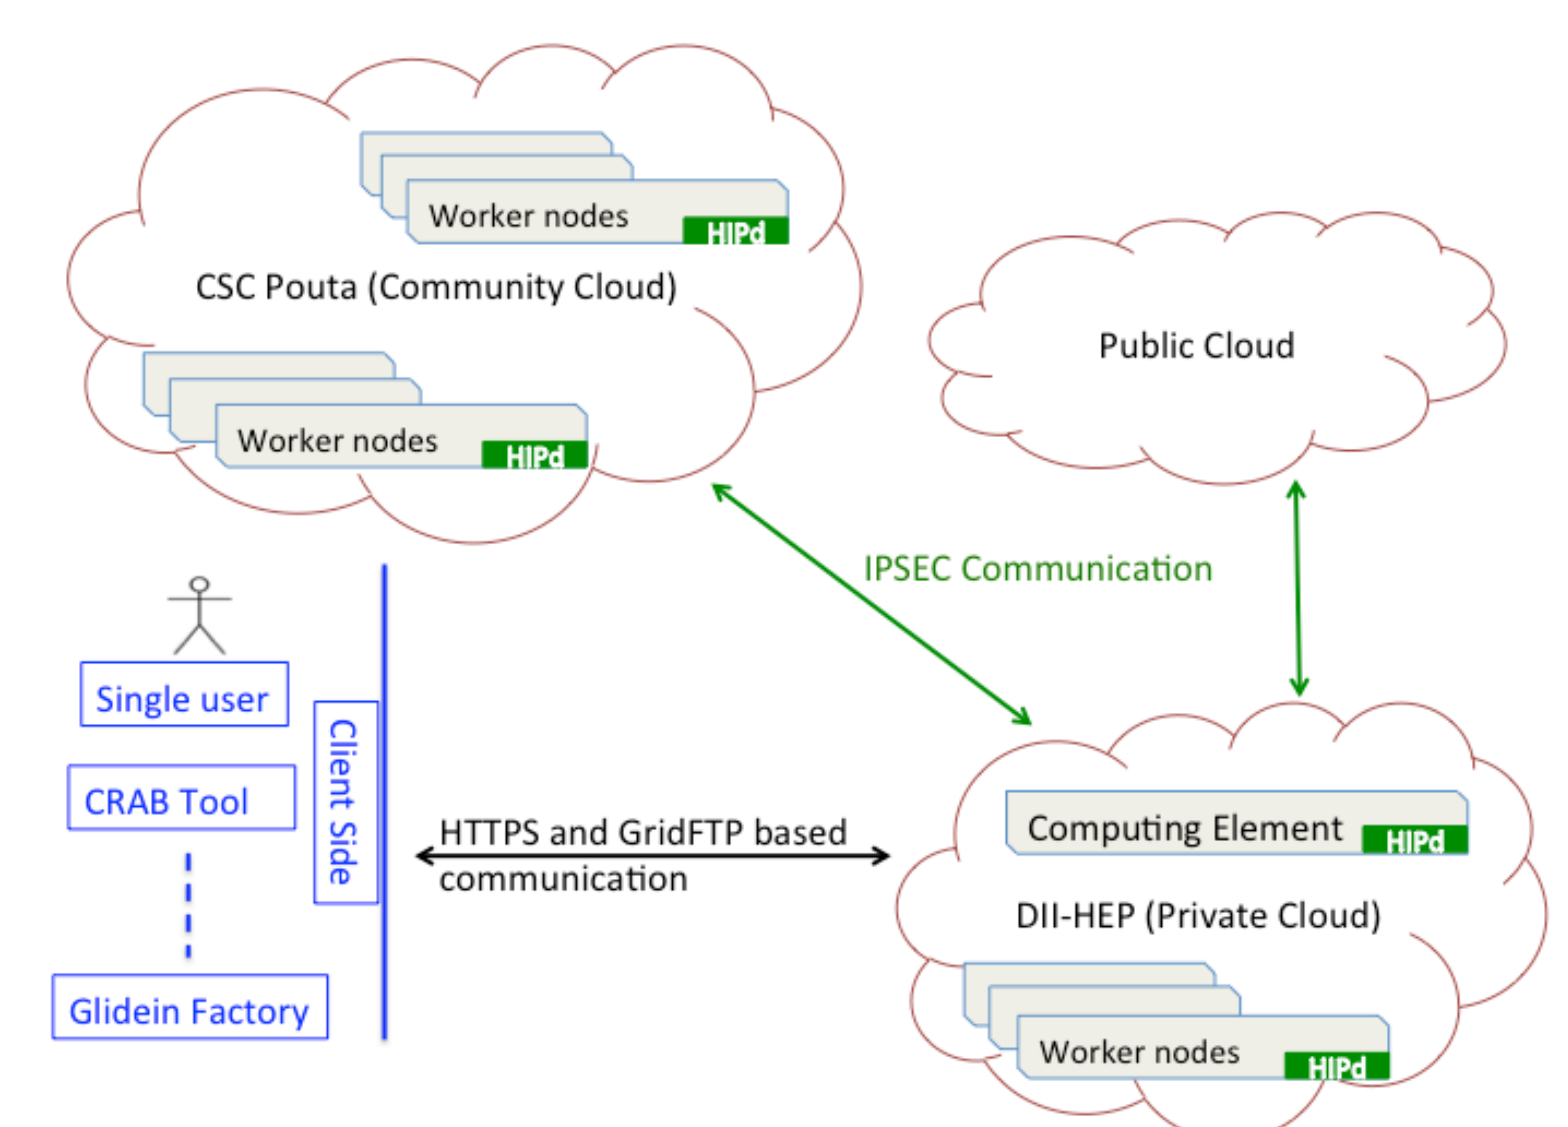 Worker nodes
HIPd
CSC Pouta (Community Cloud)
Worker nodes
HIPd
Public Cloud
IPSEC Communication
Single user
CRAB Tool
Glidein Factory
Client Side
HTTPS and GridFTP based
communication
Computing Element
HIPd
DII-HEP (Private Cloud)
Worker nodes
HIPd